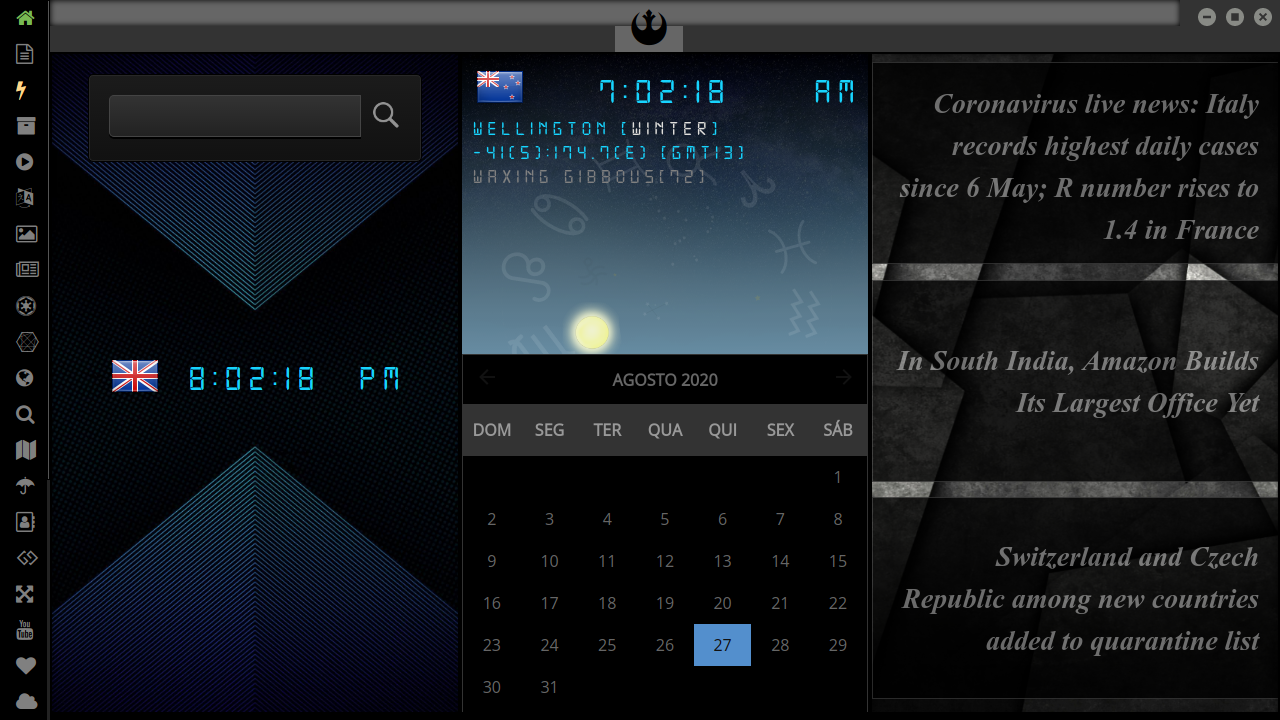 8:02:18 PM
7:02:18 AM
WELLINGTON [WINTER]
-41(S):174.7(E) [GMT13]
WAXING GIBBOUS[72]
AGOSTO 2020
DOM SEG TER QUA QUI SEX SÁB
1
2 3 4 5 6 7 8
9 10 11 12 13 14 15
16 17 18 19 20 21 22
23 24 25 26 27 28 29
30 31
Coronavirus live news: Italy
records highest daily cases
since 6 May; R number rises to
1.4 in France
In South India, Amazon Builds
Its Largest Office Yet
Switzerland and Czech
Republic among new countries
added to quarantine list
You
Tube